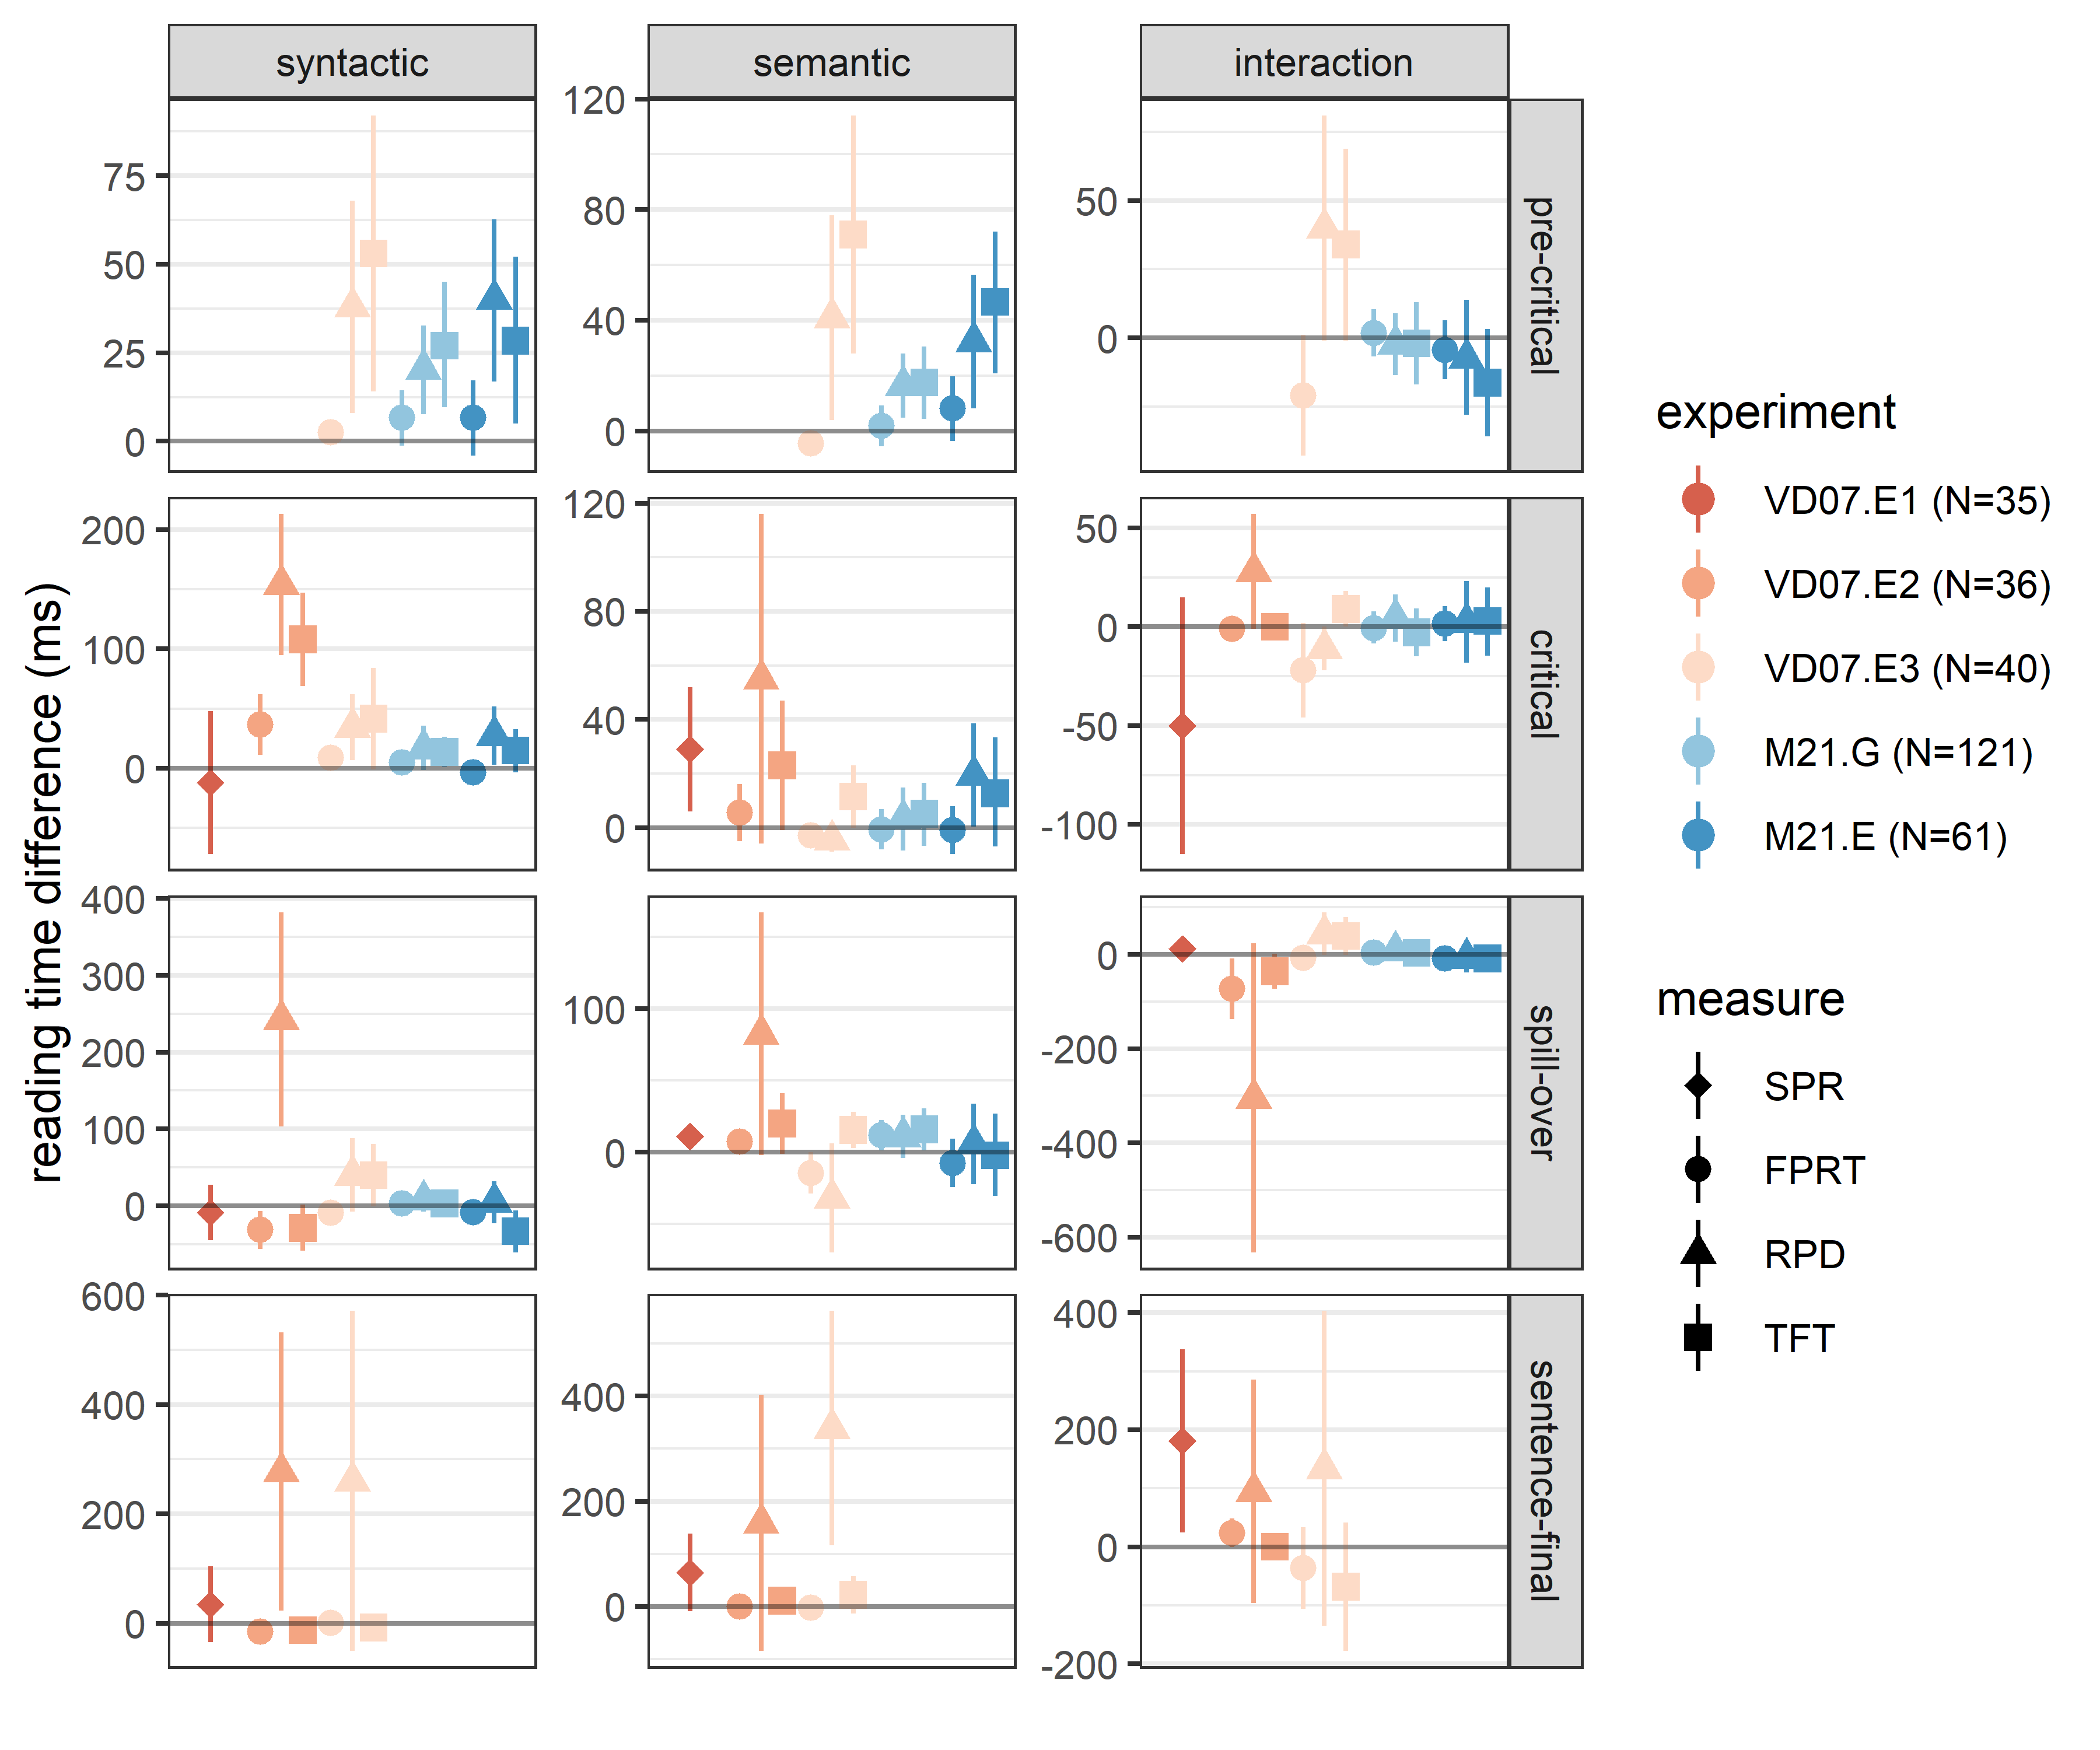 syntactic
semantic
interaction
75
50
25
0
120
80
40
0
50
0
pre-critical
200
100
0
120
80
40
0
50
0
-50
-100
critical
400
300
200
100
0
100
0
0
-200
-400
-600
spill-over
600
400
200
0
400
200
0
400
200
0
-200
sentence-final
reading time difference (ms)
experiment
VD07.E1 (N=35)
VD07.E2 (N=36)
VD07.E3 (N=40)
M21.G (N=121)
M21.E (N=61)
measure
SPR
FPRT
RPD
TFT